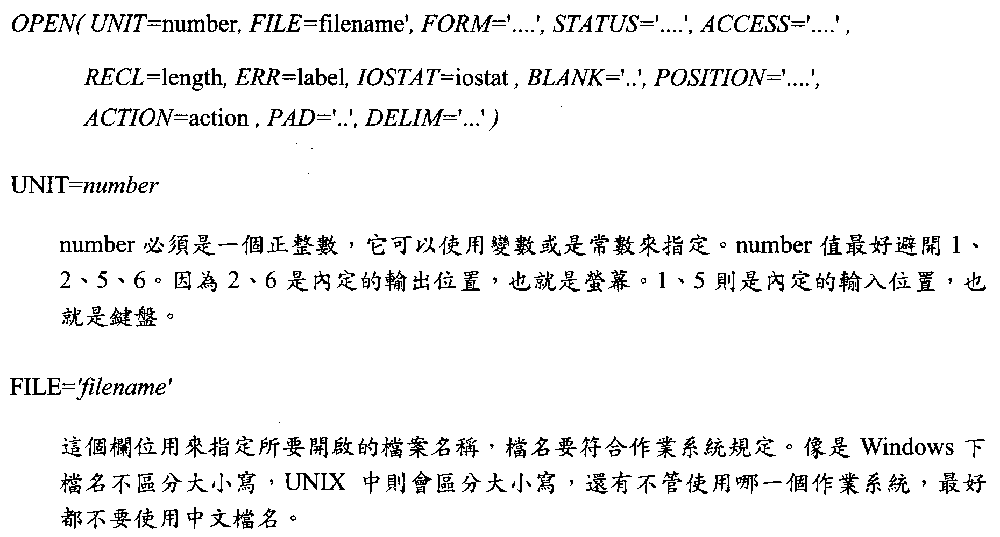 OPEN( UNIT=number, FILE=filename', FORM='....', STATUS='....', ACCESS='....' ,
RECL=length, ERR=label, IOSTAT=iostat , BLANK='..', POSITION='....',
ACTION=action , PAD='..', DELIM='...' )
UNIT=number
number 必須是一個正整數，它可以使用變數或是常數來指定。number 值最好避開 1、
2、5、6。因為 2、6 是內定的輸出位置，也就是螢幕。1、5 則是內定的輸入位置，也
就是鍵盤。
FILE='filename'
這個欄位用來指定所要開啟的檔案名稱，檔名要符合作業系統規定。像是 Windows 下
檔名不區分大小寫，UNIX 中則會區分大小寫，還有不管使用哪一個作業系統，最好
都不要使用中文檔名。